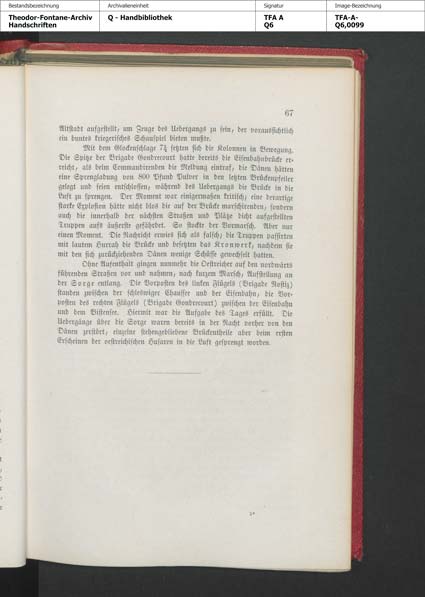 Bestandsbezeichnung
Archivalieneinheit
Signatur
Image-Bezeichnung
Theodor-Fontane-Archiv
Handschriften
Q - Handbibliothek
TFA A
Q6
TFA-A-
Q6,0099
67
Altstadt aufgestellt, um Zeuge des Uebergangs zu sein, der voraussichtlich
ein buntes kriegerisches Schauspiel bieten mußte.
Mit dem Glockenschlage 7¼ setzten sich die Kolonnen in Bewegung.
Die Spitze der Brigade Gondrecourt hatte bereits die Eisenbahnbrücke er-
reicht, als beim Commandirenden die Meldung eintraf, die Dänen hätten
eine Sprengladung von 800 Pfund Pulver in den letzten Brückenpfeiler
gelegt und seien entschlossen, während des Uebergangs die Brücke in die
Luft zu sprengen. Der Moment war einigermaßen kritisch; eine derartige
starke Explosion hätte nicht blos die auf der Brücke marschirenden, sondern
auch die innerhalb der nächsten Straßen und Plätze dicht aufgestellten
Truppen aufs äußerste gefährdet. So stockte der Vormarsch. Aber nur
einen Moment. Die Nachricht erwies sich als falsch; die Truppen passirten
mit lautem Hurrah die Brücke und besetzten das Kronwerk, nachdem sie
mit den sich zurückziehenden Dänen wenige Schüsse gewechselt hatten.
Ohne Aufenthalt gingen nunmehr die Oestreicher auf den nordwärts
führenden Straßen vor und nahmen, nach kurzem Marsch, Aufstellung an
der Sorge entlang. Die Vorposten des linken Flügels (Brigade Nostiz)
standen zwischen der schleswiger Chaussee und der Eisenbahn, die Vor-
posten des rechten Flügels (Brigade Gondrecourt) zwischen der Eisenbahn
und dem Bistensee. Hiermit war die Aufgabe des Tages erfüllt. Die
Uebergänge über die Sorge waren bereits in der Nacht vorher von den
Dänen zerstört, einzelne stehengebliebene Brückentheile aber beim ersten
Erscheinen der oestreichischen Husaren in die Luft gesprengt worden.